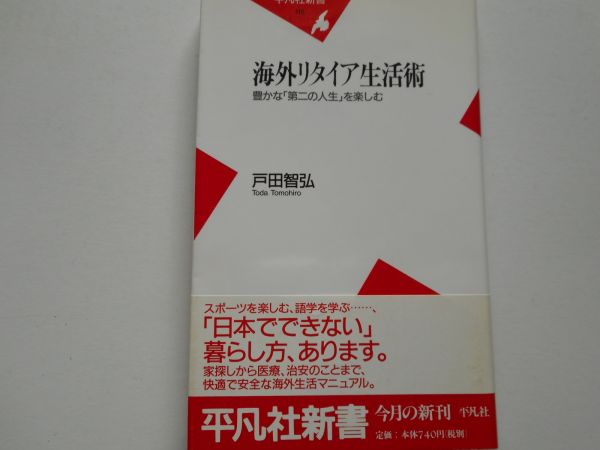 平凡社新書
海外リタイア生活術
豊かな「第二の人生」を楽しむ
戸田智弘
Toda Tomohiro
スポーツを楽しむ、語学を学ぶ……、
「日本でできない」
暮らし方、あります。
家探しから医療、治安のことまで、
快適で安全な海外生活マニュアル。
平凡社新書
今月の新刊 平凡社
定価:本体740円[税別]